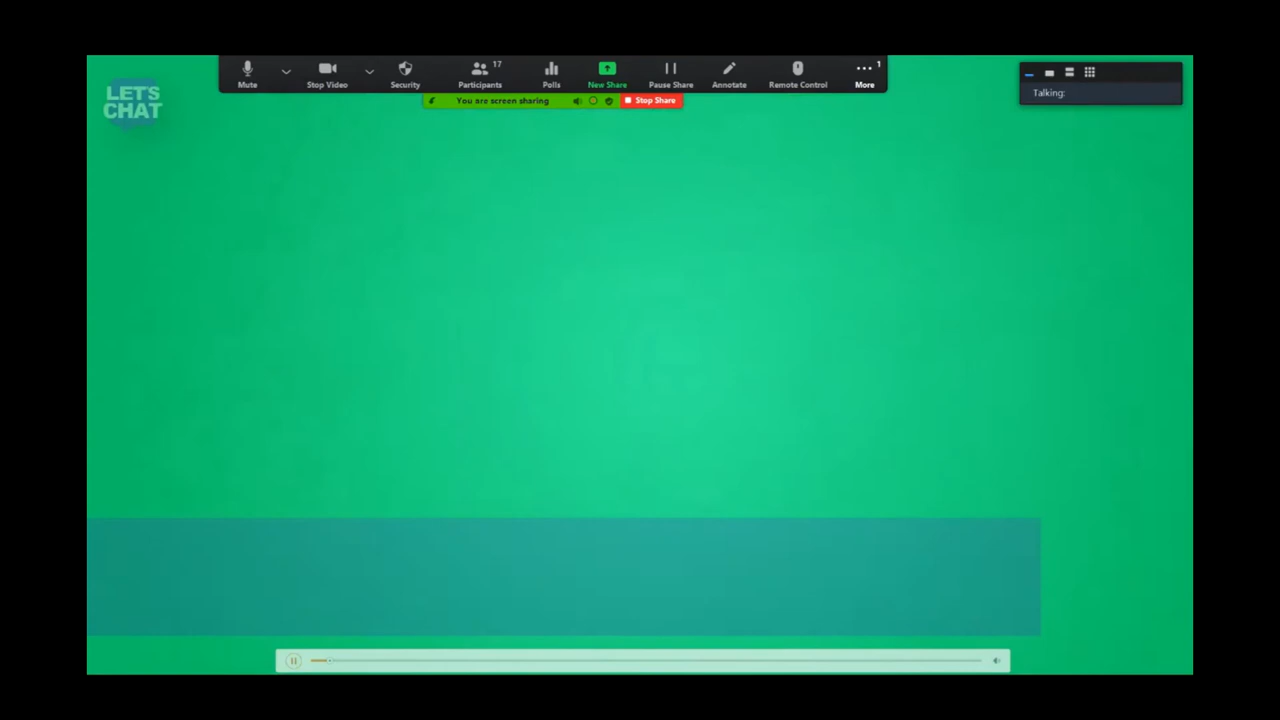 LET'S
CHAT
Mute
Stop Video
Security
Participants
17
Polls
New Share
Pause Share
Annotate
Remote Control
More
1
You are screen sharing
Stop Share
Talking: